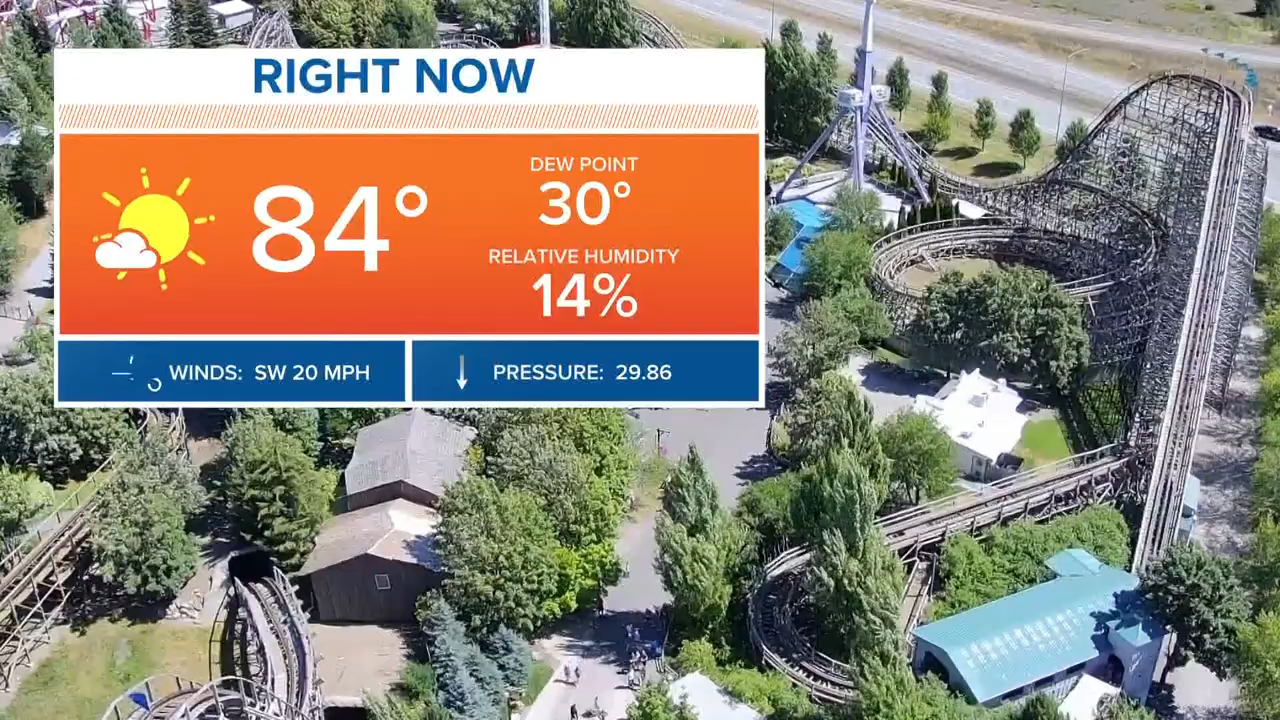 RIGHT NOW
84°
DEW POINT
30°
RELATIVE HUMIDITY
14%
WINDS: SW 20 MPH
PRESSURE: 29.86